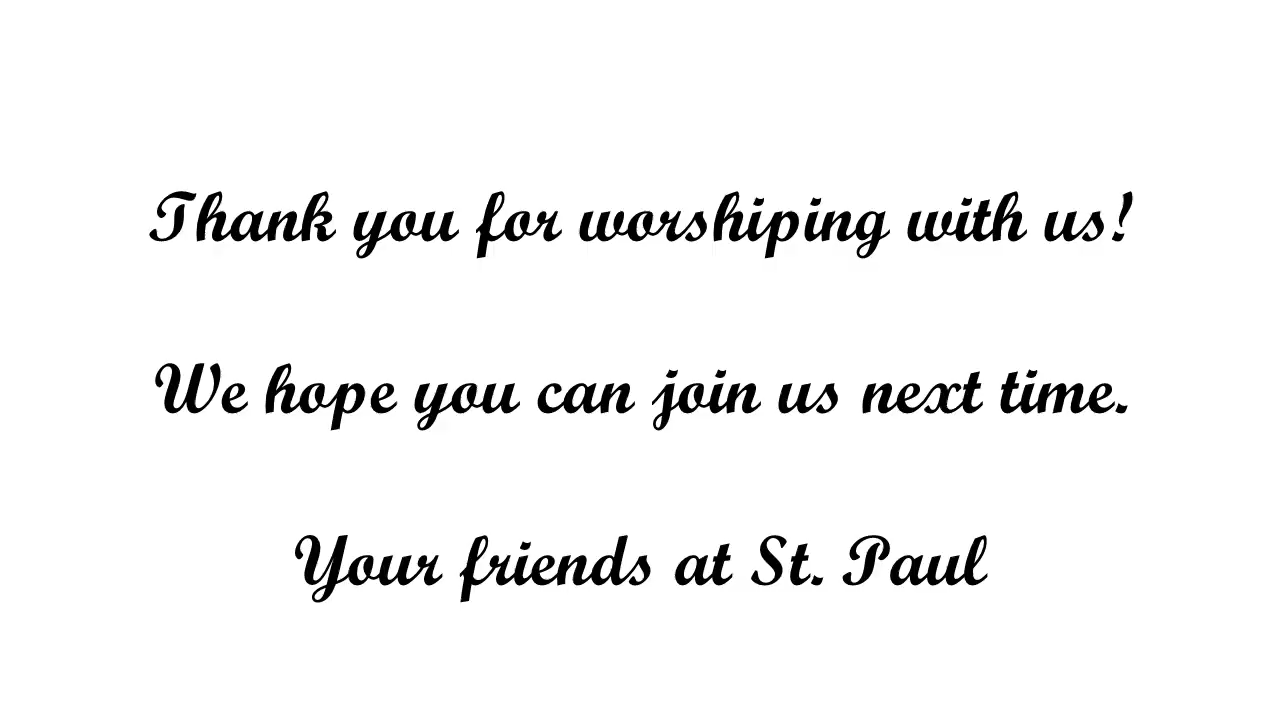 Thank you for worshiping with us!
We hope you can join us next time.
Your friends at St. Paul